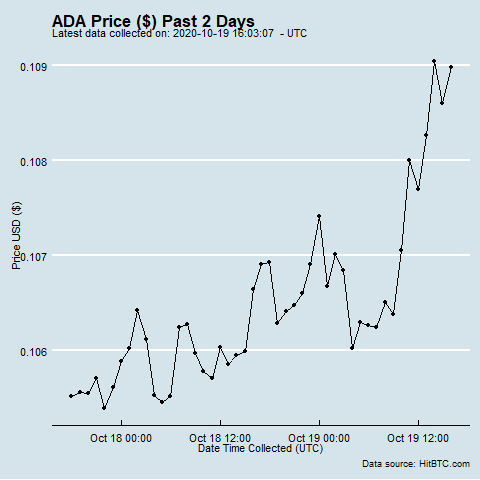 ADA Price ($) Past 2 Days
Latest data collected on: 2020-10-19 16:03:07 - UTC
0.109
0.108
0.107
0.106
Price USD ($)
Oct 18 00:00 Oct 18 12:00 Oct 19 00:00 Oct 19 12:00
Date Time Collected (UTC)
Data source: HitBTC.com